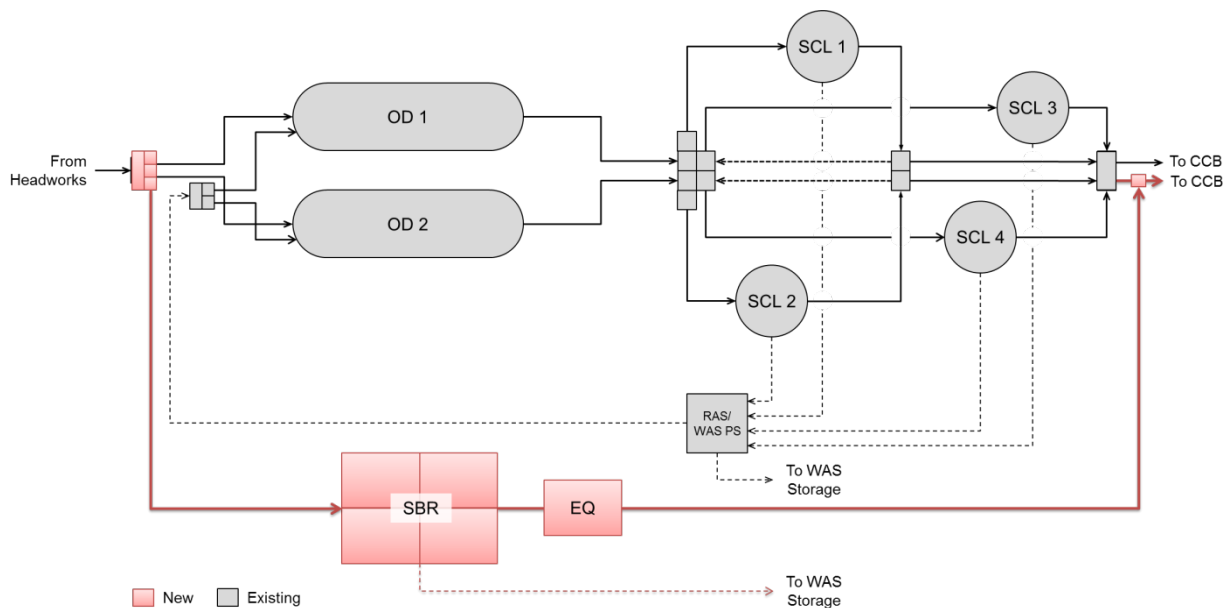 SCL 1
OD 1
SCL 3
From
Headworks
To CCB
To CCB
OD 2
SCL 4
SCL 2
RAS/
WAS PS
To WAS
Storage
SBR
EQ
To WAS
Storage
New
Existing